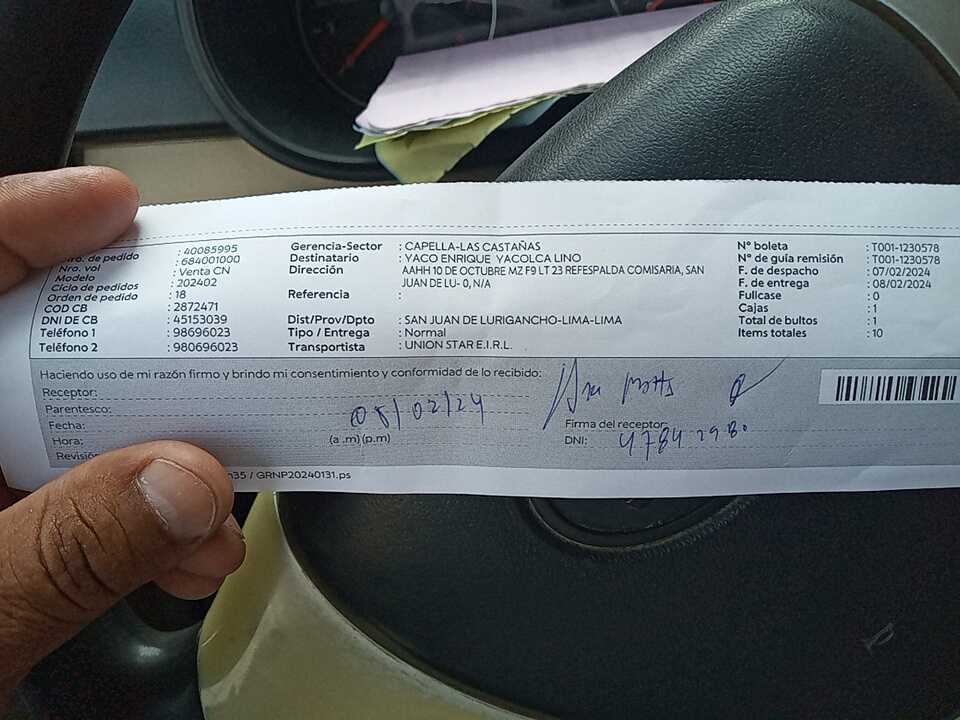 Nro. de pedido : 40085995
Nro. vol : 684001000
Modelo : Venta CN
Ciclo de pedidos : 202402
Orden de pedido : 18
COD CB : 2872471
DNI DE CB : 45153039
Teléfono 1 : 98696023
Teléfono 2 : 980696023
Gerencia-Sector : CAPELLA-LAS CASTAÑAS
Destinatario : YACO ENRIQUE YACOLCA LINO
Dirección : AAHH 10 DE OCTUBRE MZ F9 LT 23 REFESPALDA COMISARIA, SAN
JUAN DE LU- 0, N/A
Referencia :
Dist/Prov/Dpto : SAN JUAN DE LURIGANCHO-LIMA-LIMA
Tipo / Entrega : Normal
Transportista : UNION STAR E.I.R.L.
N° boleta : T001-1230578
N° de guía remisión : T001-1230578
F. de despacho : 07/02/2024
F. de entrega : 08/02/2024
Fullcase : 0
Cajas : 1
Total de bultos : 1
Items totales : 10
Haciendo uso de mi razón firmo y brindo mi consentimiento y conformidad de lo recibido:
Receptor:
Parentesco:
Fecha: 08/02/24
Hora: (a .m) (p.m)
Firma del receptor
DNI: 47842980
35 / GRNP20240131.ps